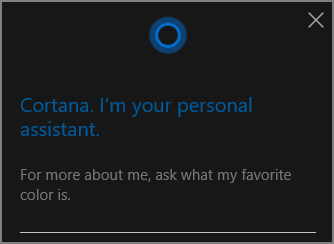 Cortana. I'm your personal
assistant.
For more about me, ask what my favorite
color is.